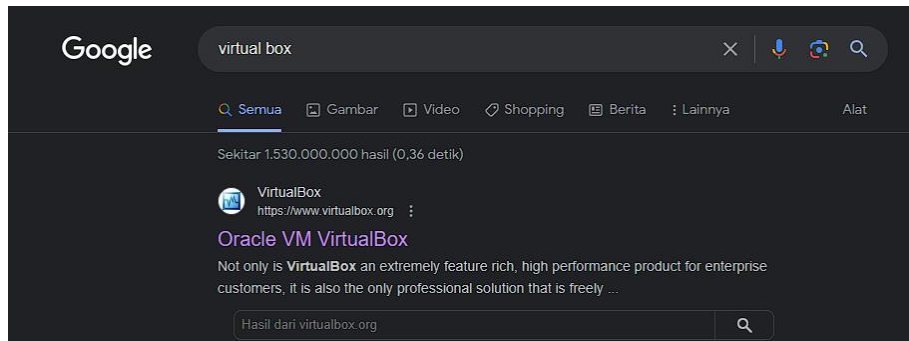 Google
virtual box
Semua Gambar Video Shopping Berita Lainnya Alat
Sekitar 1.530.000.000 hasil (0,36 detik)
VirtualBox
https://www.virtualbox.org
Oracle VM VirtualBox
Not only is VirtualBox an extremely feature rich, high performance product for enterprise
customers, it is also the only professional solution that is freely ...
Hasil dari virtualbox.org